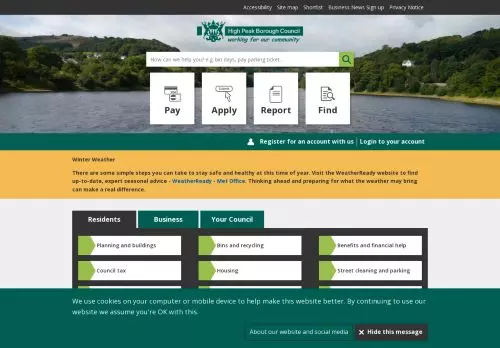 Accessibility Site map Shortlist Business News Sign up Privacy Notice
High Peak Borough Council
working for our community
How can we help you? e.g. bin days, pay parking ticket...
Pay Apply Report Find
Register for an account with us | Login to your account
Winter Weather
There are some simple steps you can take to stay safe and healthy at this time of year. Visit the WeatherReady website to find
up-to-date, expert seasonal advice - WeatherReady - Met Office. Thinking ahead and preparing for what the weather may bring
can make a real difference.
Residents Business Your Council
Planning and buildings Bins and recycling Benefits and financial help
Council tax Housing Street cleaning and parking
We use cookies on your computer or mobile device to help make this website better. By continuing to use our
website we assume you're OK with this.
About our website and social media Hide this message